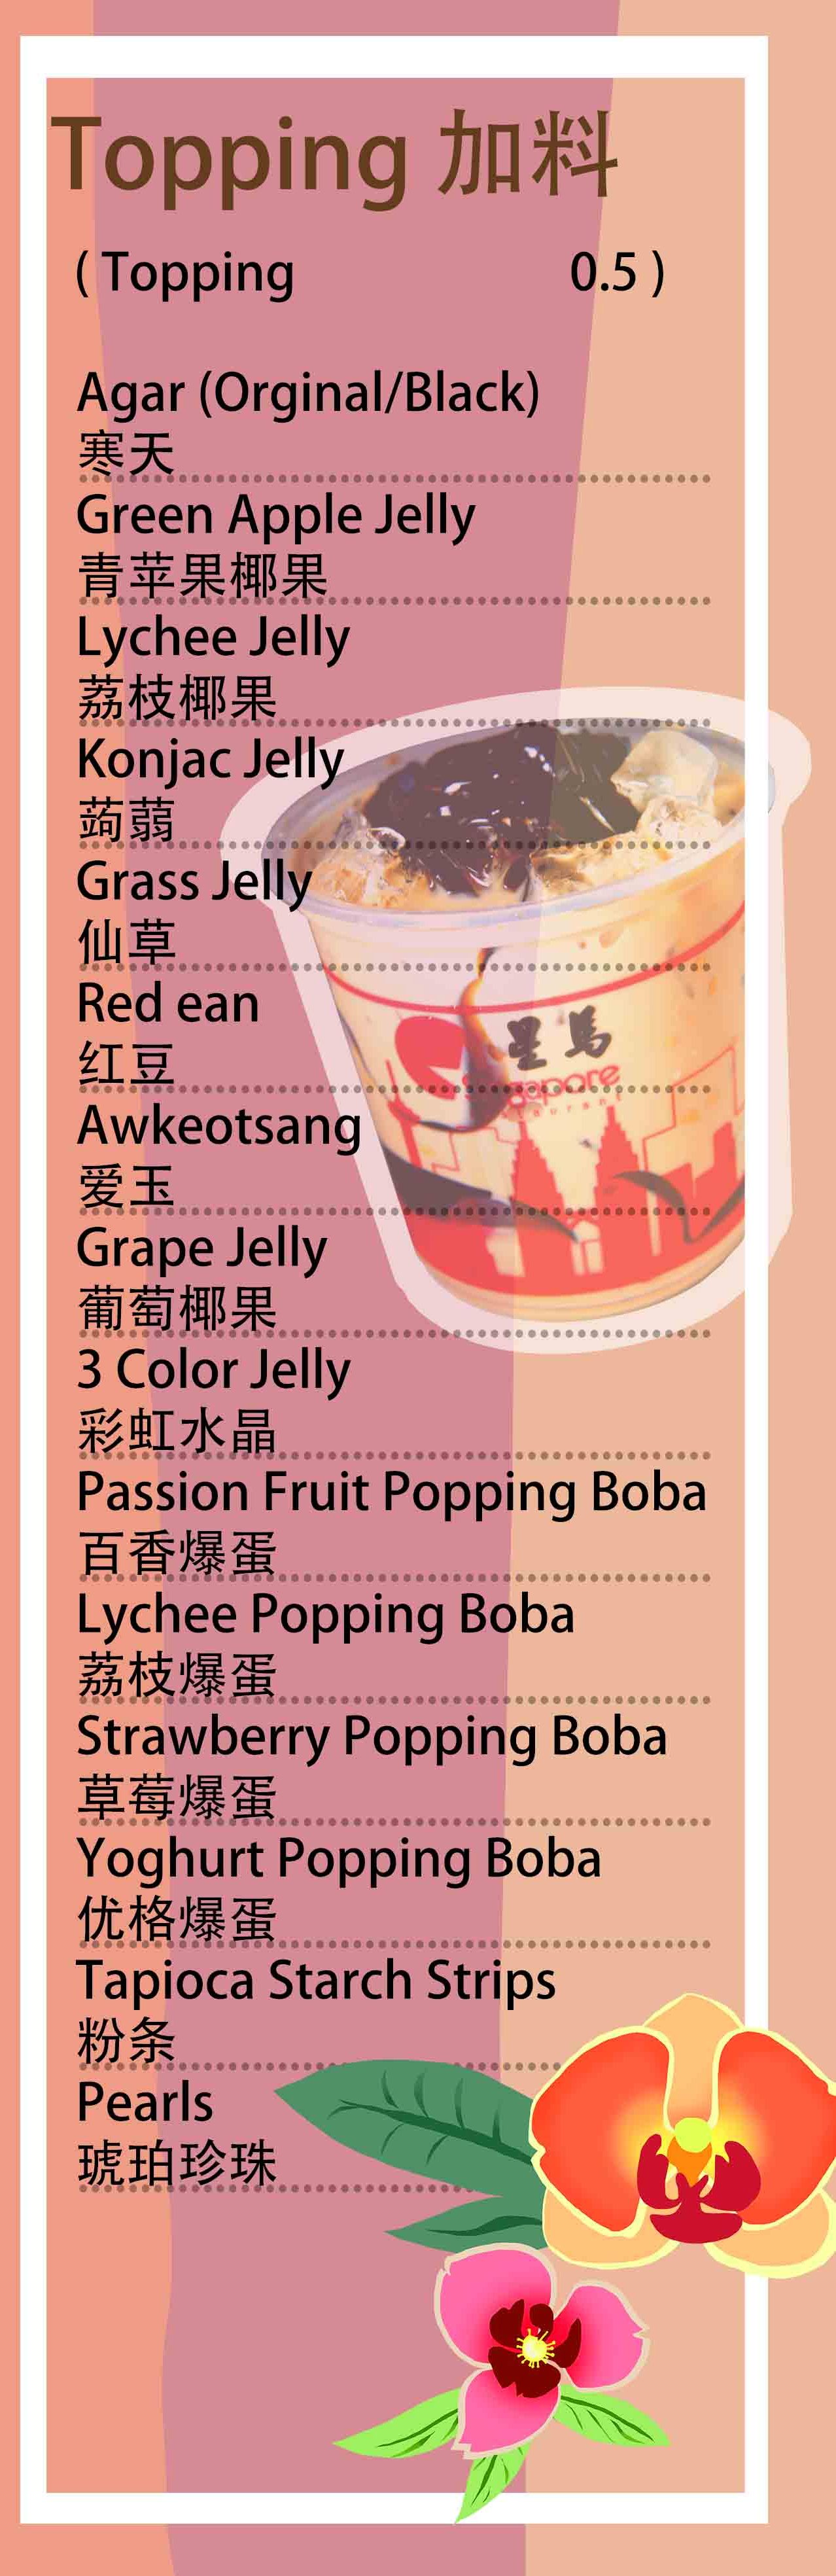 Topping 加料
( Topping 0.5 )
Agar (Orginal/Black)
寒天
Green Apple Jelly
青苹果椰果
Lychee Jelly
荔枝椰果
Konjac Jelly
蒟蒻
Grass Jelly
仙草
Red ean
红豆
Awkeotsang
爱玉
Grape Jelly
葡萄椰果
3 Color Jelly
彩虹水晶
Passion Fruit Popping Boba
百香爆蛋
Lychee Popping Boba
荔枝爆蛋
Strawberry Popping Boba
草莓爆蛋
Yoghurt Popping Boba
优格爆蛋
Tapioca Starch Strips
粉条
Pearls
琥珀珍珠
星馬
apore